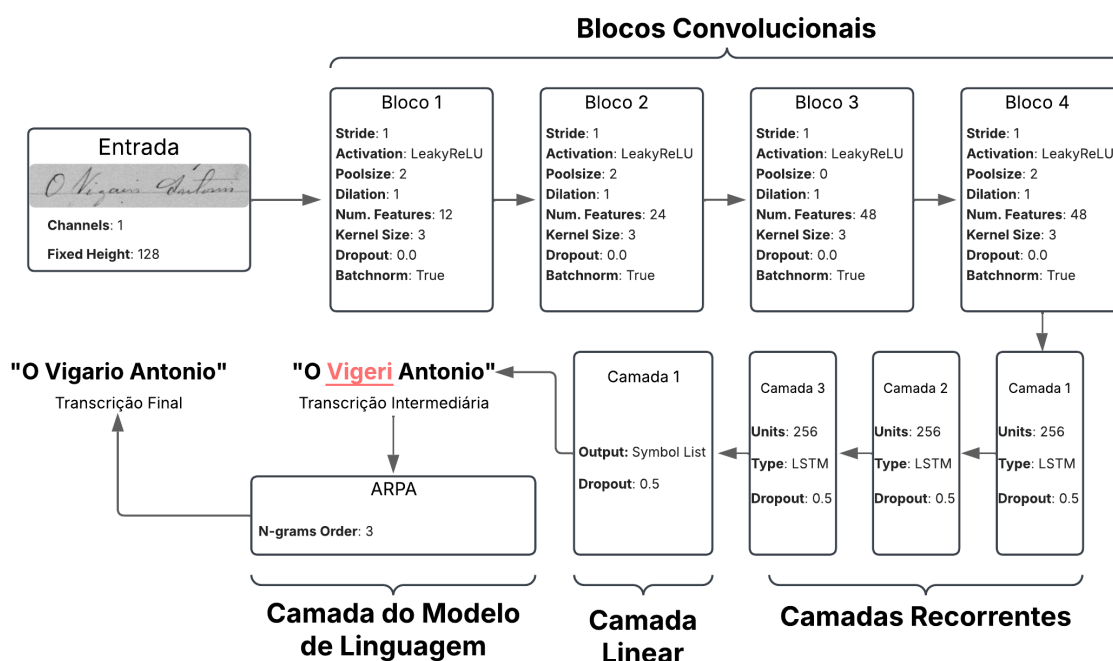 Blocos Convolucionais
Entrada
O Vigario Antonio
Channels: 1
Fixed Height: 128
Bloco 1
Stride: 1
Activation: LeakyReLU
Poolsize: 2
Dilation: 1
Num. Features: 12
Kernel Size: 3
Dropout: 0.0
Batchnorm: True
Bloco 2
Stride: 1
Activation: LeakyReLU
Poolsize: 2
Dilation: 1
Num. Features: 24
Kernel Size: 3
Dropout: 0.0
Batchnorm: True
Bloco 3
Stride: 1
Activation: LeakyReLU
Poolsize: 0
Dilation: 1
Num. Features: 48
Kernel Size: 3
Dropout: 0.0
Batchnorm: True
Bloco 4
Stride: 1
Activation: LeakyReLU
Poolsize: 2
Dilation: 1
Num. Features: 48
Kernel Size: 3
Dropout: 0.0
Batchnorm: True
Camada 1
Units: 256
Type: LSTM
Dropout: 0.5
Camada 2
Units: 256
Type: LSTM
Dropout: 0.5
Camada 3
Units: 256
Type: LSTM
Dropout: 0.5
Camadas Recorrentes
Camada 1
Output: Symbol List
Dropout: 0.5
Camada
Linear
"O Vigeri Antonio"
Transcrição Intermediária
ARPA
N-grams Order: 3
Camada do Modelo
de Linguagem
"O Vigario Antonio"
Transcrição Final